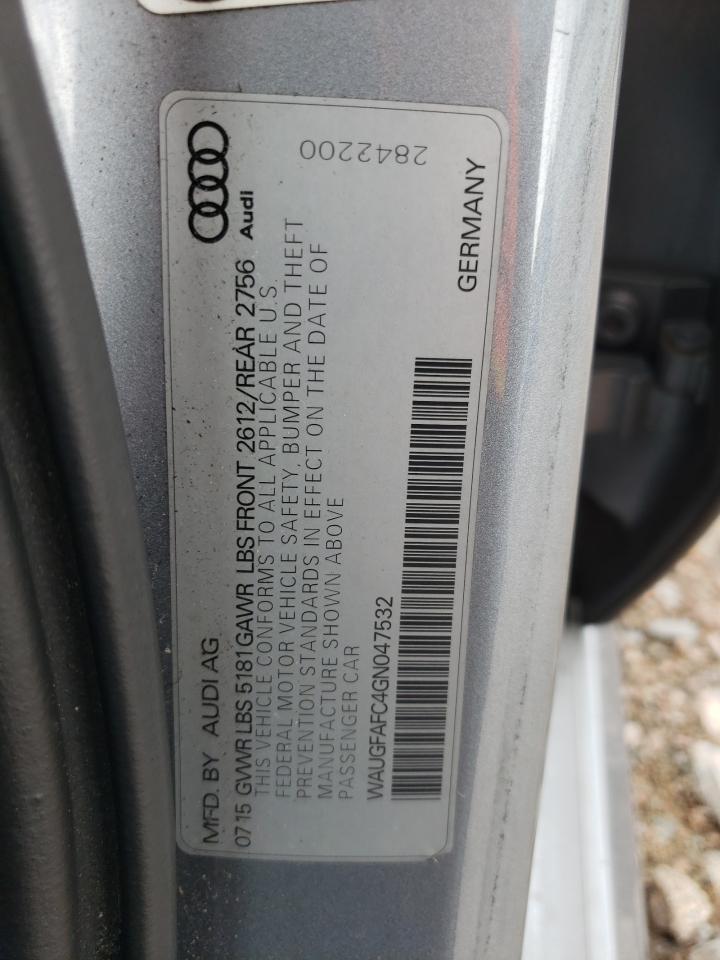 MFD. BY AUDI AG
Audi
0715 GVWR LBS 5181 GAWR LBS FRONT 2612/REAR 2756
THIS VEHICLE CONFORMS TO ALL APPLICABLE U.S.
FEDERAL MOTOR VEHICLE SAFETY, BUMPER AND THEFT
PREVENTION STANDARDS IN EFFECT ON THE DATE OF
MANUFACTURE SHOWN ABOVE
PASSENGER CAR
2842200
WAUGFAFC4GN047532
GERMANY